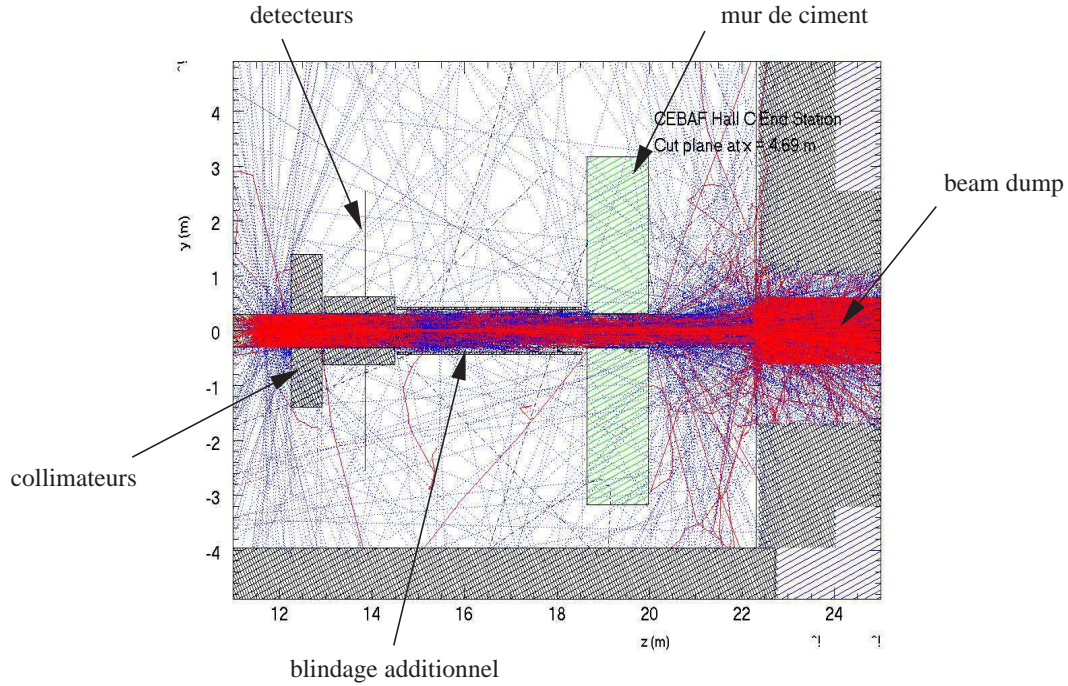 detecteurs
mur de ciment
^!
4
CEBAF Hall C End Station
Cut plane at x = 4.69 m
3
beam dump
2
y (m)
1
0
-1
-2
collimateurs
-3
-4
12 14 16 18 20 22 24
z (m) ^! ^!
blindage additionnel